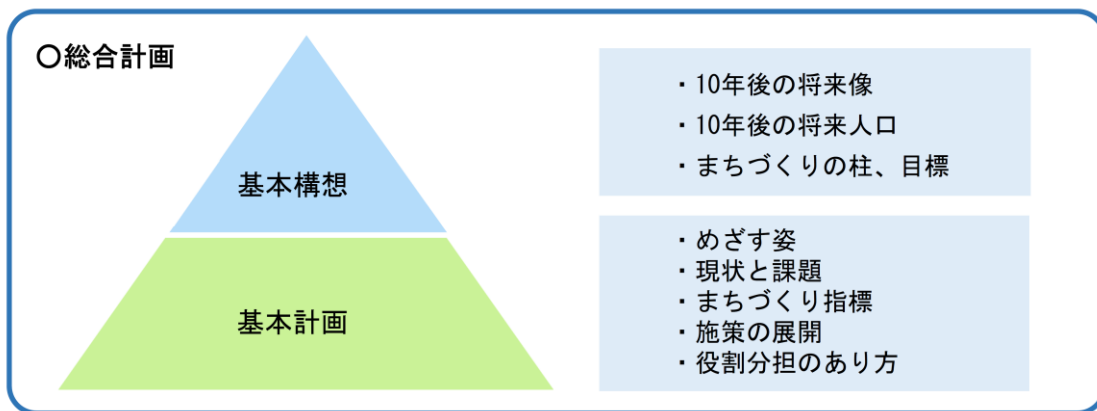 〇総合計画
基本構想
・10年後の将来像
・10年後の将来人口
・まちづくりの柱、目標
基本計画
・めざす姿
・現状と課題
・まちづくり指標
・施策の展開
・役割分担のあり方